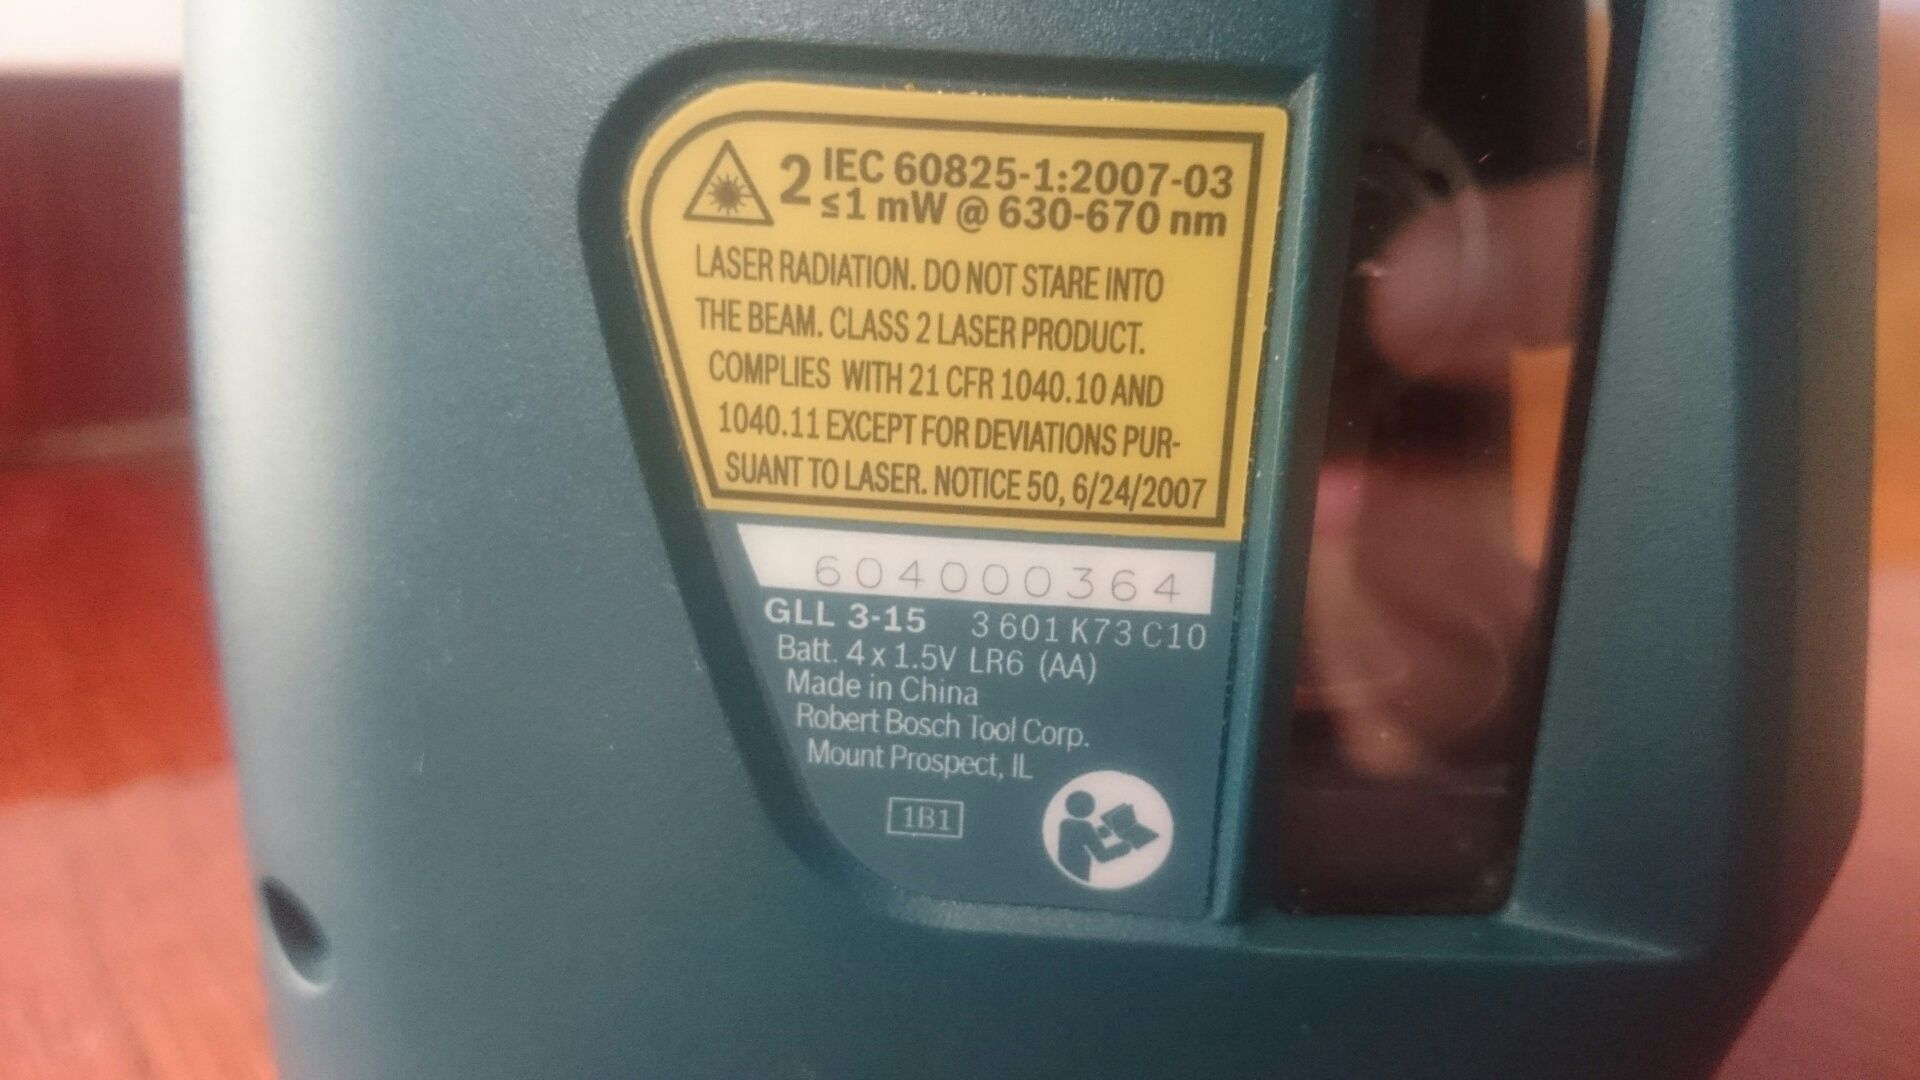 2 IEC 60825-1:2007-03
≤1 mW @ 630-670 nm
LASER RADIATION. DO NOT STARE INTO
THE BEAM. CLASS 2 LASER PRODUCT.
COMPLIES WITH 21 CFR 1040.10 AND
1040.11 EXCEPT FOR DEVIATIONS PUR-
SUANT TO LASER. NOTICE 50, 6/24/2007
604000364
GLL 3-15 3 601 K73 C10
Batt. 4 x 1.5V LR6 (AA)
Made in China
Robert Bosch Tool Corp.
Mount Prospect, IL
1B1